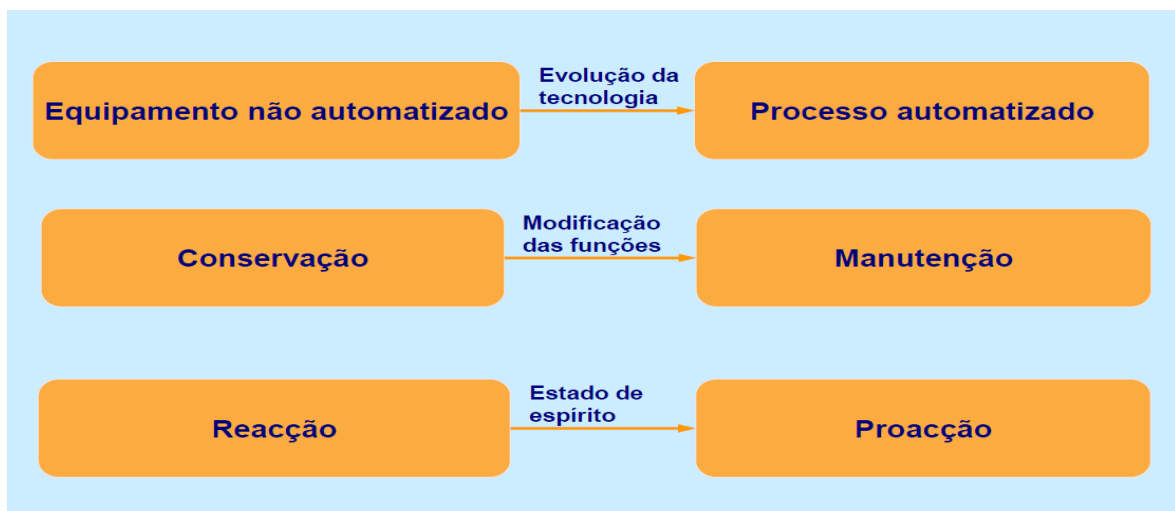 Equipamento não automatizado
Evolução da
tecnologia
Processo automatizado
Conservação
Modificação
das funções
Manutenção
Reacção
Estado de
espírito
Proacção